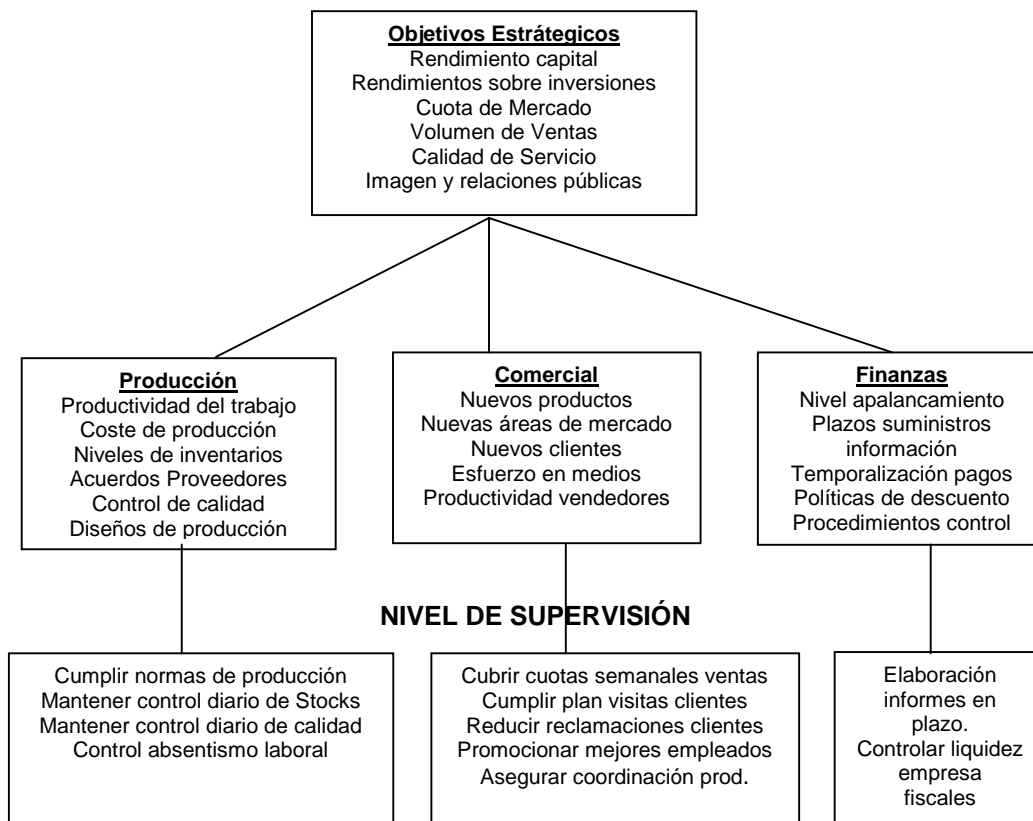 Objetivos Estrátegicos
Rendimiento capital
Rendimientos sobre inversiones
Cuota de Mercado
Volumen de Ventas
Calidad de Servicio
Imagen y relaciones públicas
Producción
Productividad del trabajo
Coste de producción
Niveles de inventarios
Acuerdos Proveedores
Control de calidad
Diseños de producción
Comercial
Nuevos productos
Nuevas áreas de mercado
Nuevos clientes
Esfuerzo en medios
Productividad vendedores
Finanzas
Nivel apalancamiento
Plazos suministros
información
Temporalización pagos
Políticas de descuento
Procedimientos control
NIVEL DE SUPERVISIÓN
Cumplir normas de producción
Mantener control diario de Stocks
Mantener control diario de calidad
Control absentismo laboral
Cubrir cuotas semanales ventas
Cumplir plan visitas clientes
Reducir reclamaciones clientes
Promocionar mejores empleados
Asegurar coordinación prod.
Elaboración
informes en
plazo.
Controlar liquidez
empresa
fiscales